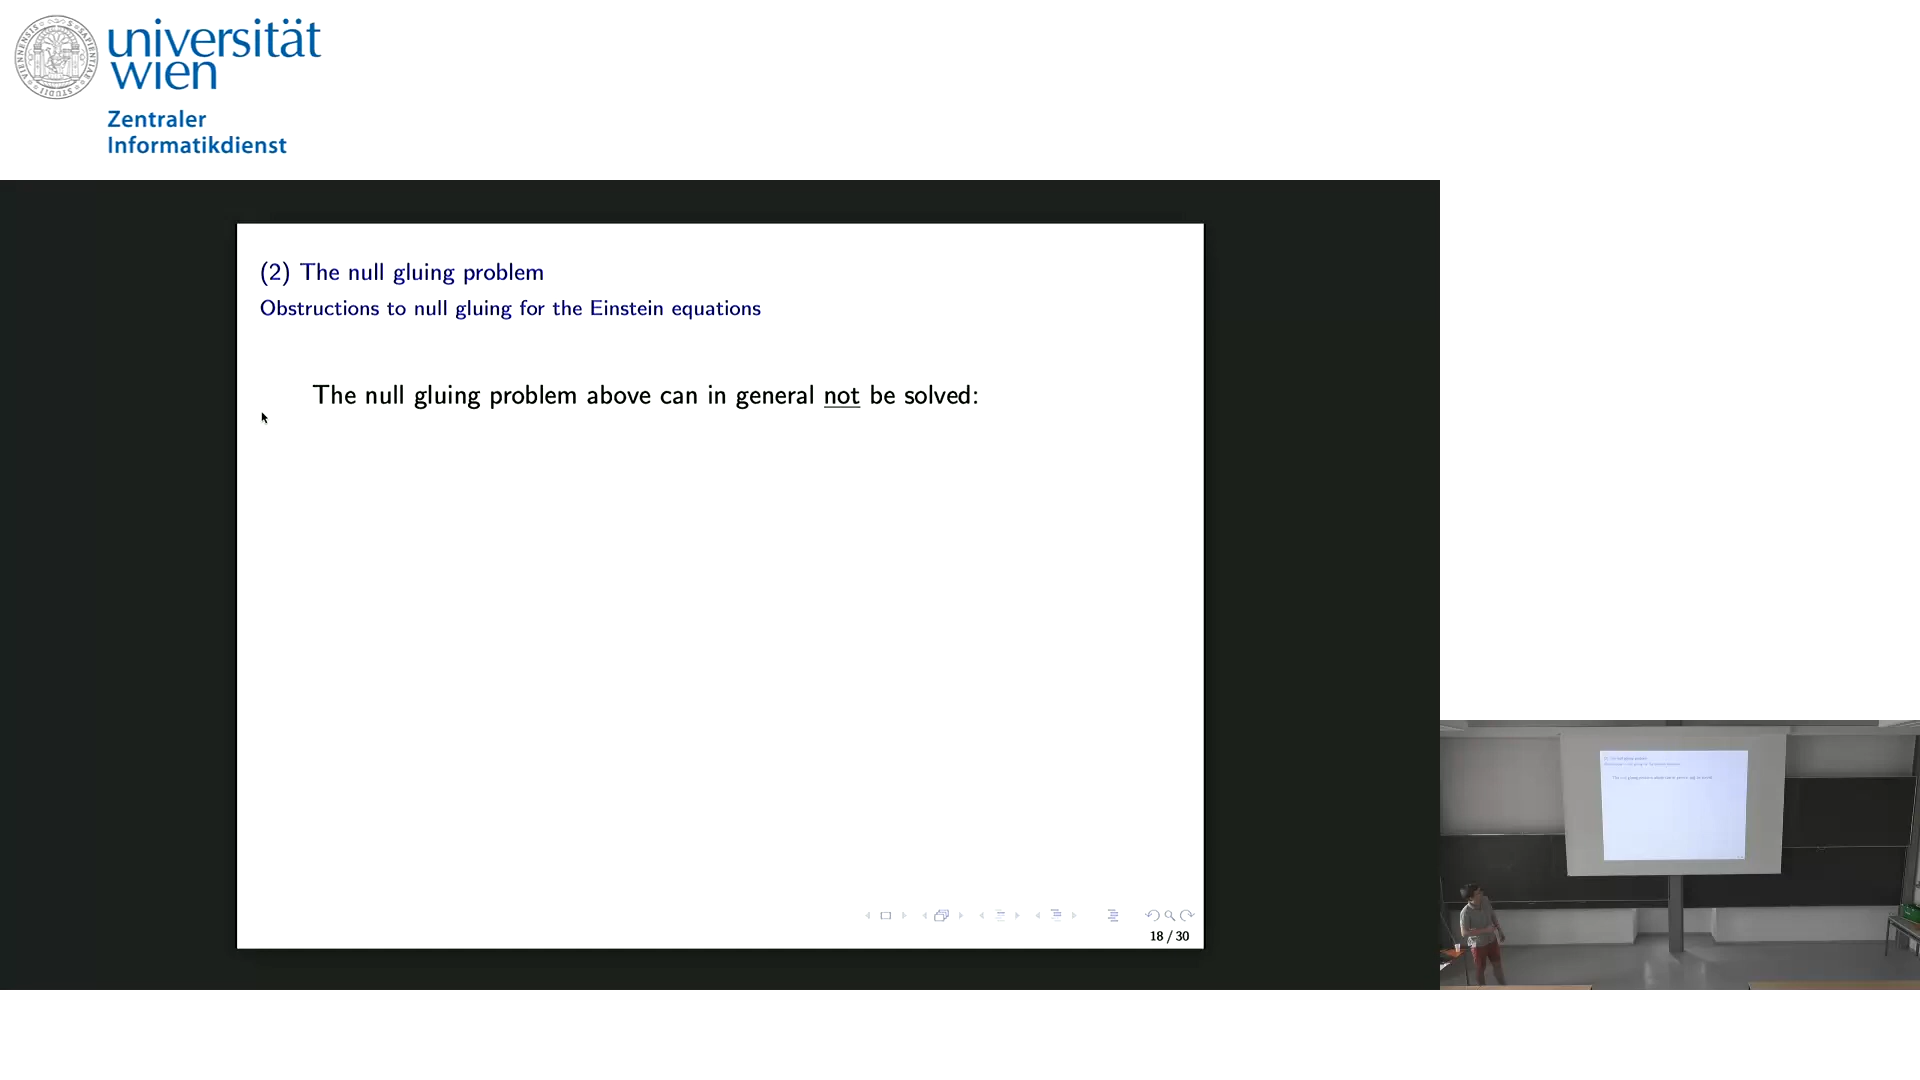 universität
wien
Zentraler
Informatikdienst
(2) The null gluing problem
Obstructions to null gluing for the Einstein equations
The null gluing problem above can in general not be solved:
18 / 30